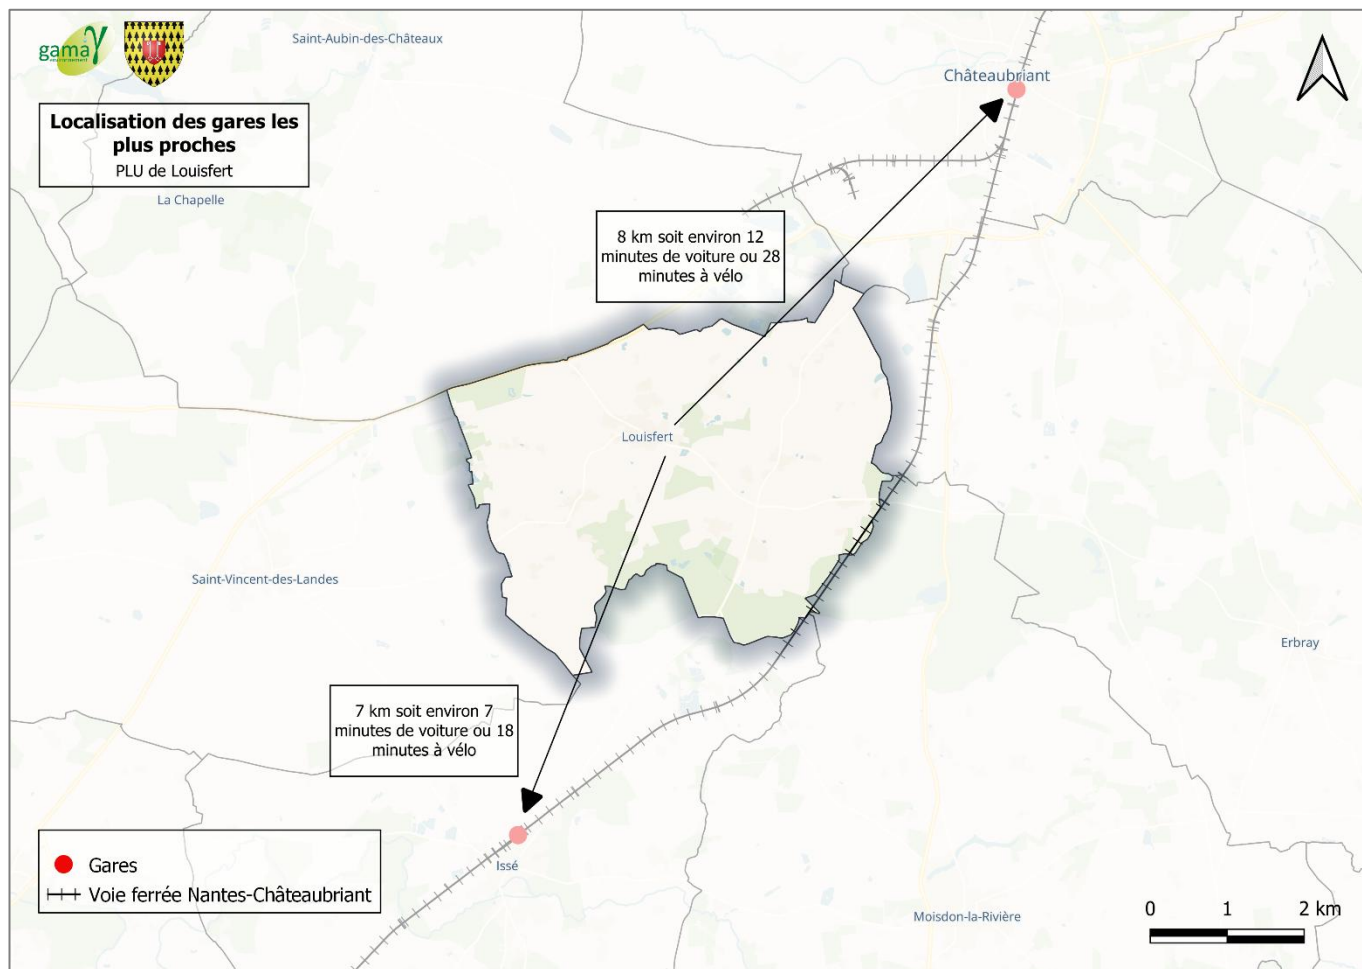 gama
environnement
Localisation des gares les
plus proches
PLU de Louisfert
Saint-Aubin-des-Châteaux
Châteaubriant
La Chapelle
8 km soit environ 12
minutes de voiture ou 28
minutes à vélo
Louisfert
Saint-Vincent-des-Landes
Erbray
7 km soit environ 7
minutes de voiture ou 18
minutes à vélo
Issé
Moisdon-la-Rivière
Gares
Voie ferrée Nantes-Châteaubriant
0 1 2 km